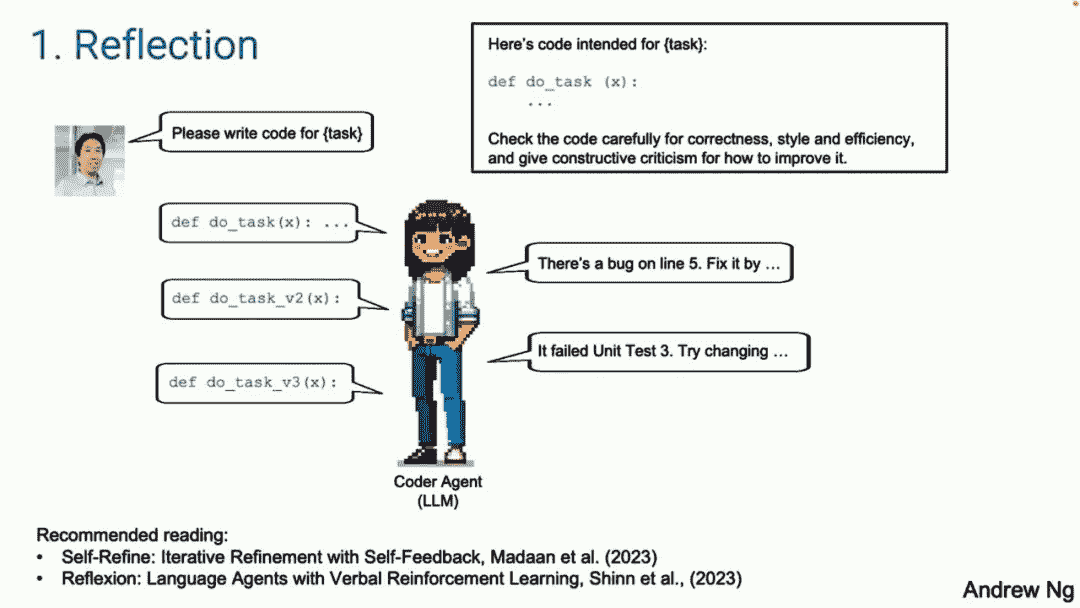 1. Reflection
Here's code intended for {task}:
def do_task (x):
...
Check the code carefully for correctness, style and efficiency,
and give constructive criticism for how to improve it.
Please write code for {task}
def do_task(x): ...
There's a bug on line 5. Fix it by ...
def do_task_v2(x):
It failed Unit Test 3. Try changing ...
def do_task_v3(x):
Coder Agent
(LLM)
Recommended reading:
• Self-Refine: Iterative Refinement with Self-Feedback, Madaan et al. (2023)
• Reflexion: Language Agents with Verbal Reinforcement Learning, Shinn et al., (2023)
Andrew Ng